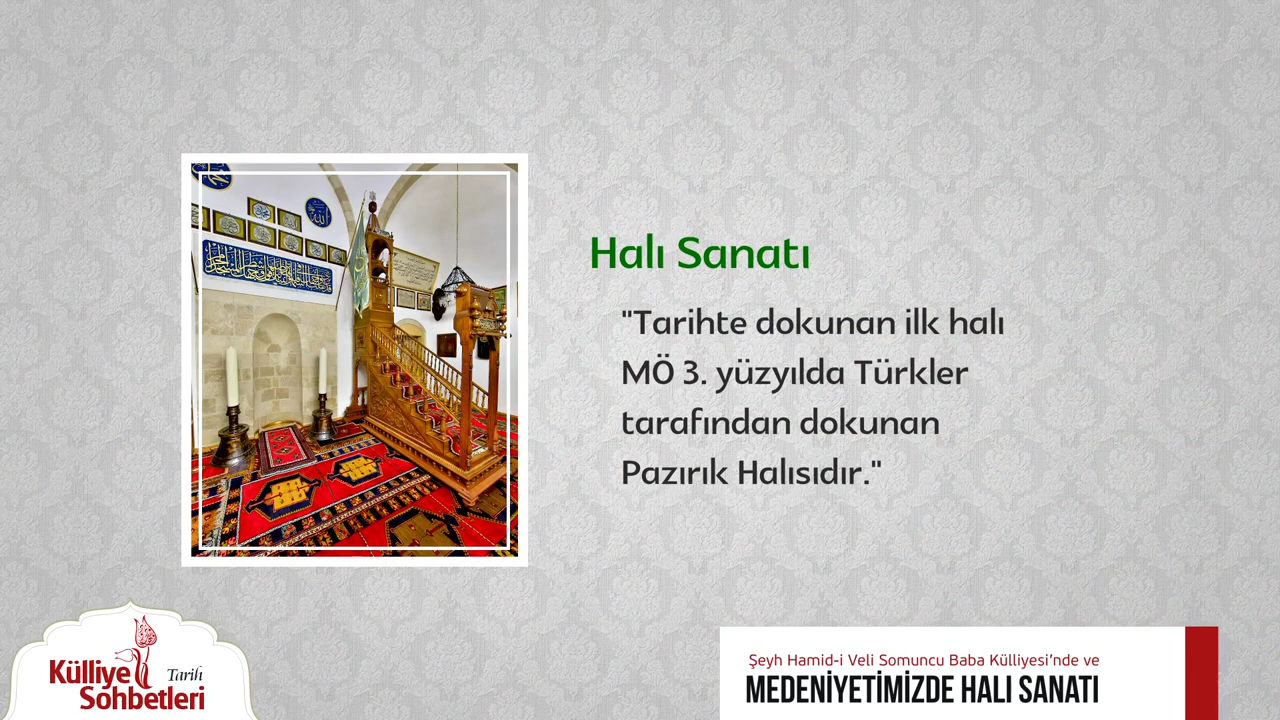 Halı Sanatı
"Tarihte dokunan ilk halı
MÖ 3. yüzyılda Türkler
tarafından dokunan
Pazırık Halısıdır."
Külliye Tarih
Sohbetleri
Şeyh Hamid-i Veli Somuncu Baba Külliyesi'nde ve
MEDENİYETİMİZDE HALI SANATI
الله